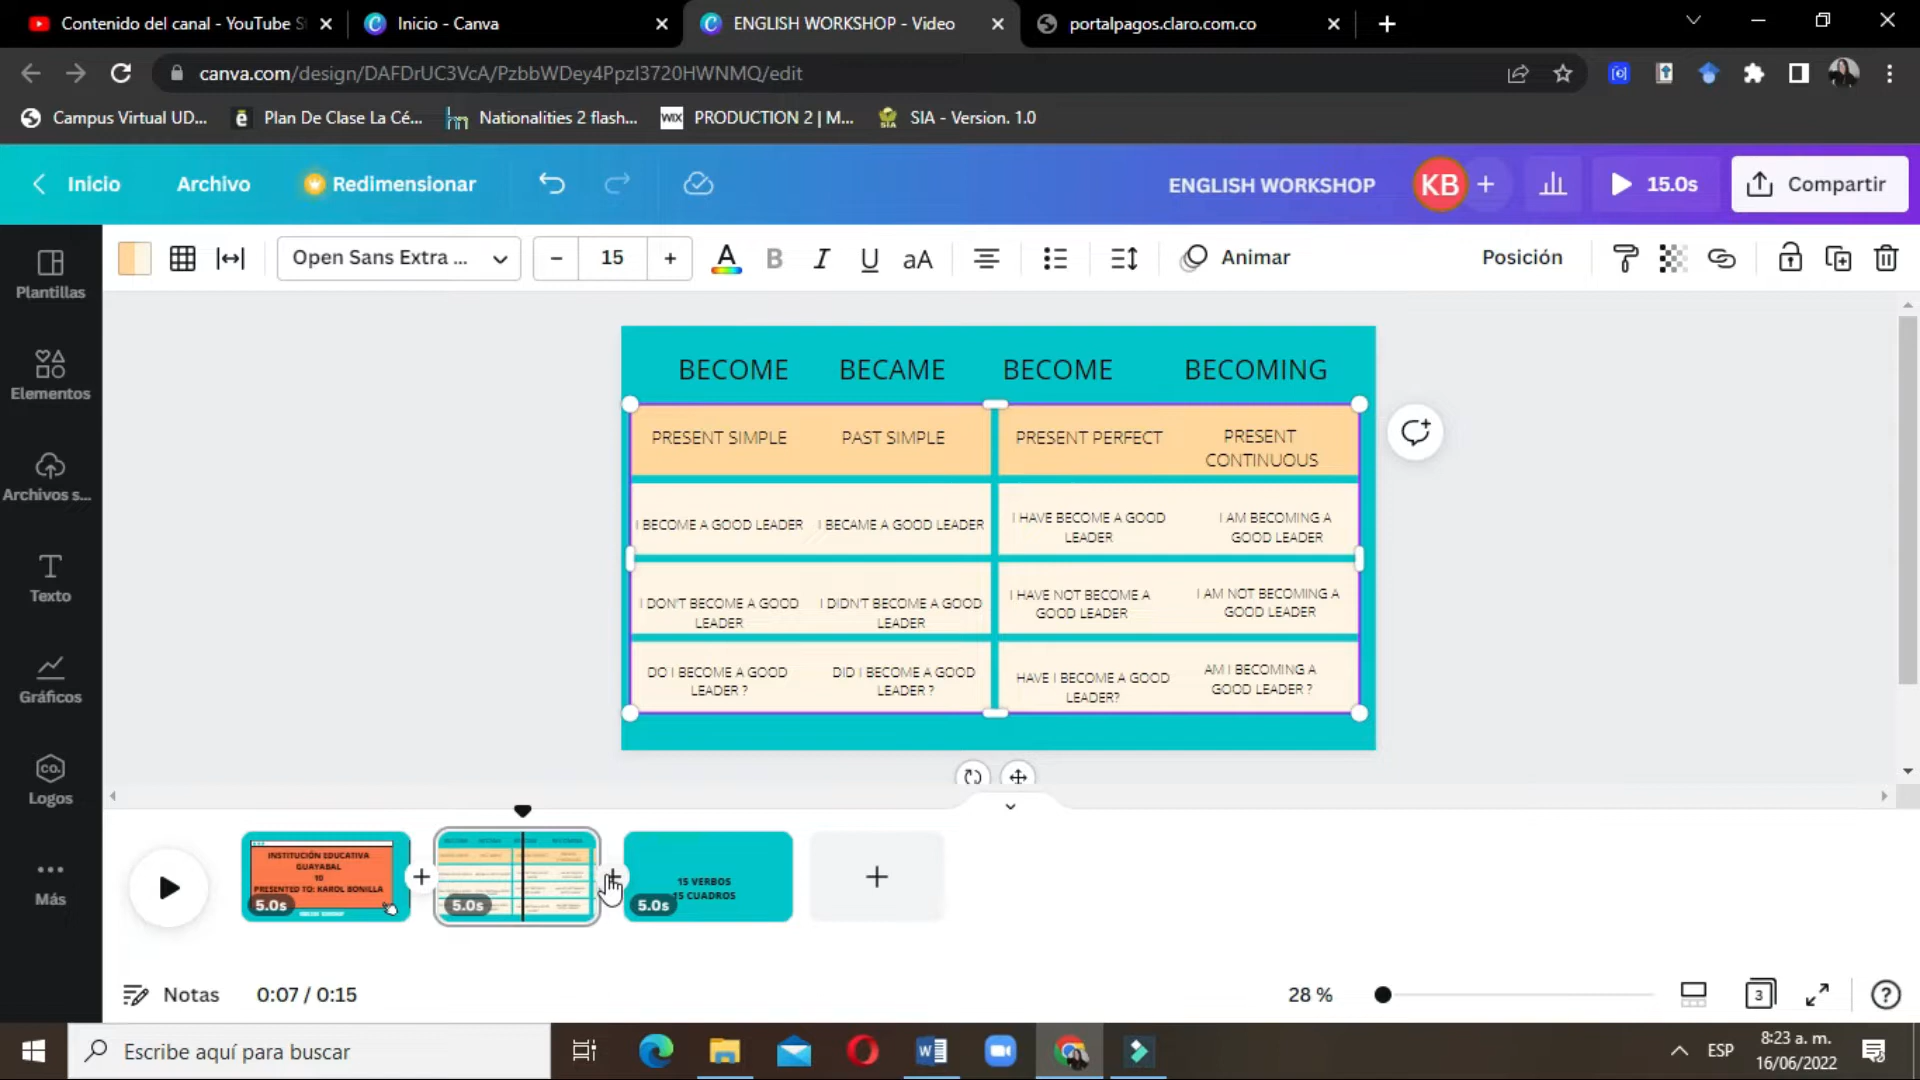 Contenido del canal - YouTube S
Inicio - Canva
ENGLISH WORKSHOP - Video
portalpagos.claro.com.co
canva.com/design/DAFDrUC3VcA/PzbbWDey4PpzI3720HWNMQ/edit
Campus Virtual UD...
Plan De Clase La Cé...
Nationalities 2 flash...
WIX PRODUCTION 2 | M...
SIA - Version. 1.0
Inicio
Archivo
Redimensionar
ENGLISH WORKSHOP
KB
15.0s
Compartir
Open Sans Extra ...
15
A
B
I
U
aA
Animar
Posición
Plantillas
Elementos
Archivos s...
Texto
Gráficos
co.
Logos
Más
BECOME BECAME BECOME BECOMING
PRESENT SIMPLE
PAST SIMPLE
PRESENT PERFECT
PRESENT
CONTINUOUS
I BECOME A GOOD LEADER
I BECAME A GOOD LEADER
I HAVE BECOME A GOOD
LEADER
I AM BECOMING A
GOOD LEADER
I DON'T BECOME A GOOD
LEADER
I DIDN'T BECOME A GOOD
LEADER
I HAVE NOT BECOME A
GOOD LEADER
I AM NOT BECOMING A
GOOD LEADER
DO I BECOME A GOOD
LEADER ?
DID I BECOME A GOOD
LEADER ?
HAVE I BECOME A GOOD
LEADER?
AM I BECOMING A
GOOD LEADER ?
INSTITUCIÓN EDUCATIVA
GUAYABAL
10
PRESENTED TO: KAROL BONILLA
5.0s
5.0s
15 VERBOS
15 CUADROS
5.0s
Notas
0:07 / 0:15
28 %
3
Escribe aquí para buscar
ESP
8:23 a. m.
16/06/2022